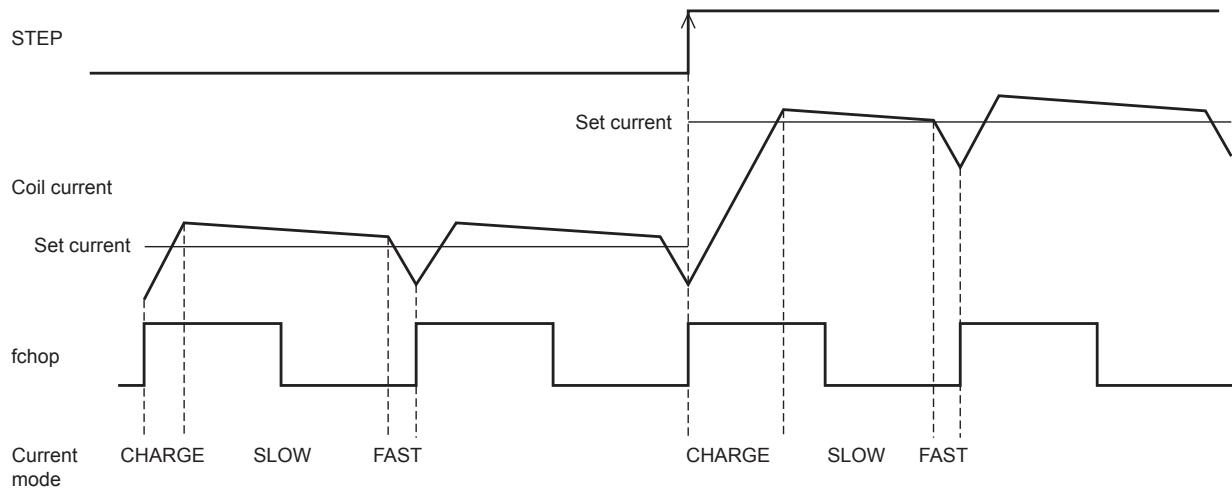 STEP
Set current
Coil current
Set current
fchop
Current mode
CHARGE SLOW FAST CHARGE SLOW FAST